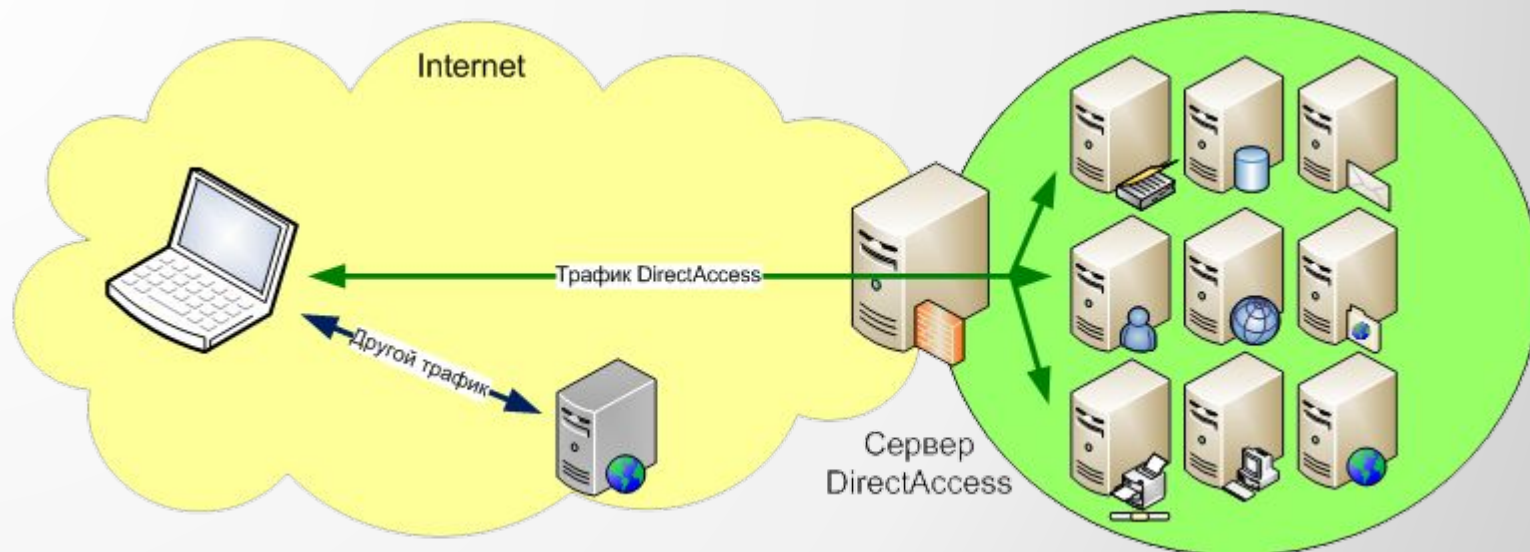 Internet
Трафик DirectAccess
Другой трафик
Сервер
DirectAccess